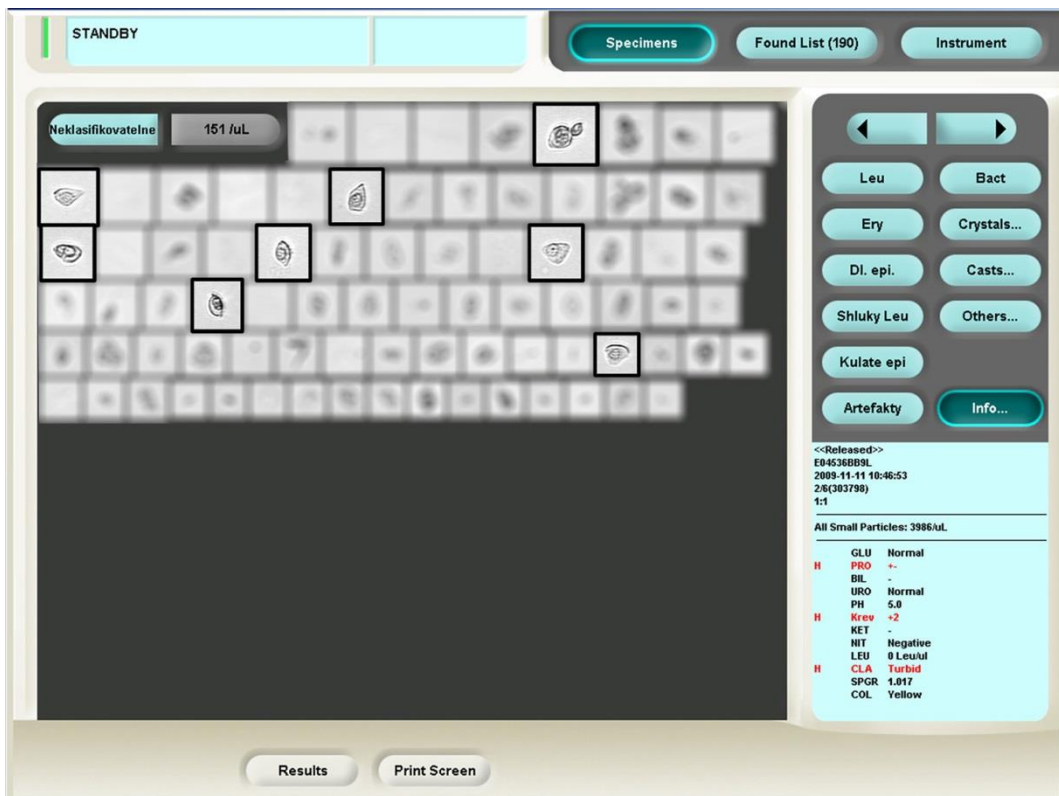 STANDBY
Specimens
Found List (190)
Instrument
Neklasifikovatelne
151 /uL
Leu
Bact
Ery
Crystals...
Dl. epi.
Casts...
Shluky Leu
Others...
Kulate epi
Artefakty
Info...
<<Released>>
E04536BB9L
2009-11-11 10:46:53
2/6(303798)
1:1
All Small Particles: 3986/uL
GLU Normal
H PRO +-
BIL -
URO Normal
PH 5.0
H Krev +2
KET -
NIT Negative
LEU 0 Leu/ul
H CLA Turbid
SPGR 1.017
COL Yellow
Results
Print Screen